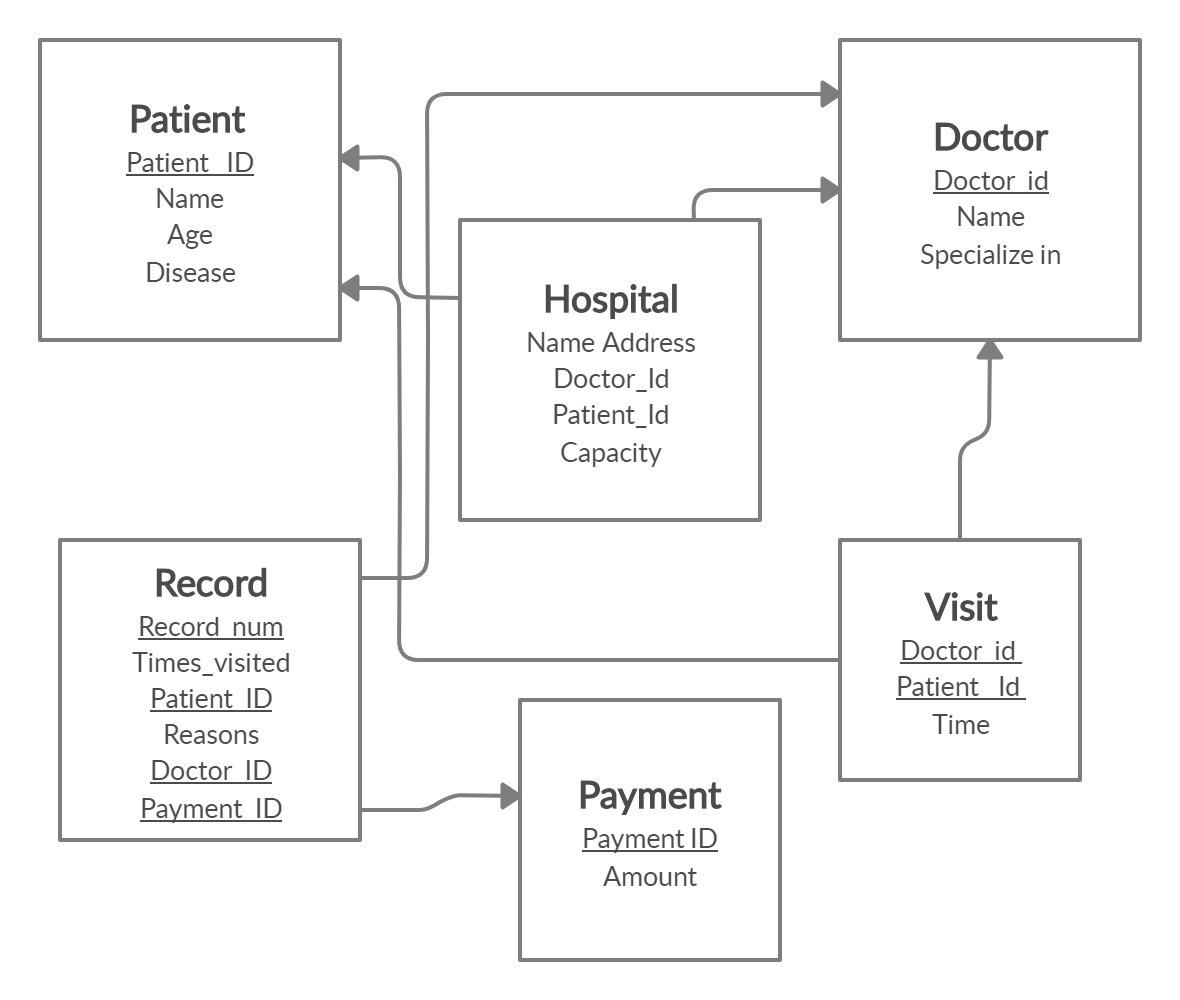 Patient
Patient_ID
Name
Age
Disease
Doctor
Doctor_id
Name
Specialize in
Hospital
Name Address
Doctor_Id
Patient_Id
Capacity
Record
Record_num
Times_visited
Patient_ID
Reasons
Doctor_ID
Payment_ID
Visit
Doctor_id
Patient_Id
Time
Payment
Payment ID
Amount